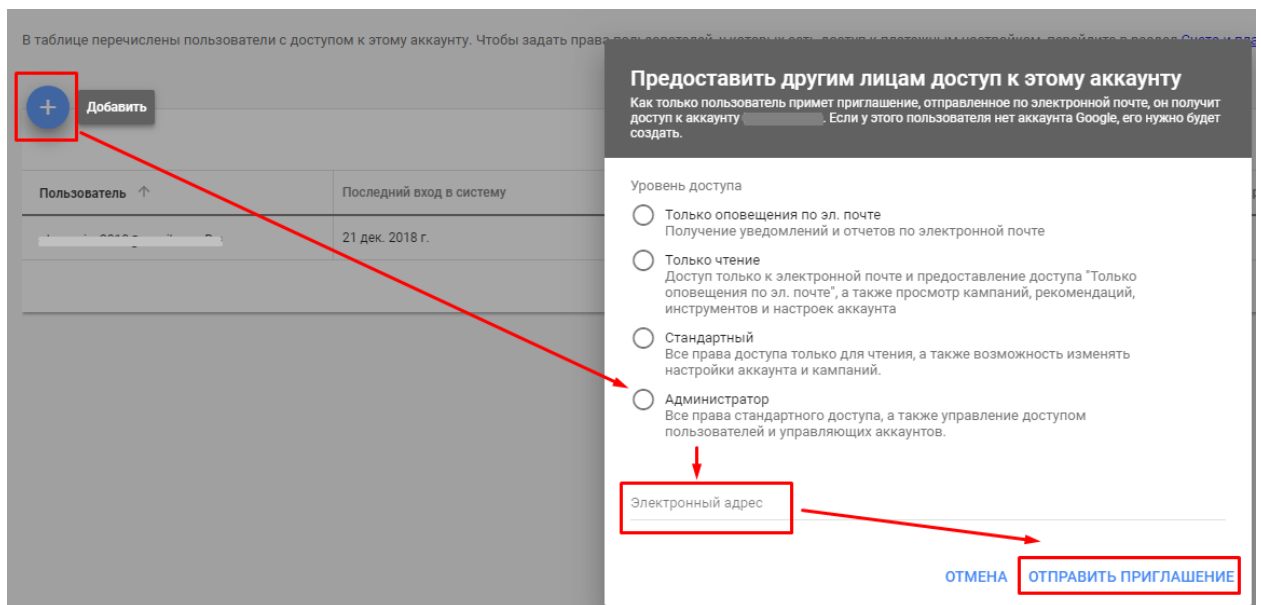 В таблице перечислены пользователи с доступом к этому аккаунту. Чтобы задать права
Предоставить другим лицам доступ к этому аккаунту
Как только пользователь примет приглашение, отправленное по электронной почте, он получит
доступ к аккаунту . Если у этого пользователя нет аккаунта Google, его нужно будет
создать.
Добавить
Пользователь ↑
Последний вход в систему
21 дек. 2018 г.
Уровень доступа
Только оповещения по эл. почте
Получение уведомлений и отчетов по электронной почте
Только чтение
Доступ только к электронной почте и предоставление доступа "Только
оповещения по эл. почте", а также просмотр кампаний, рекомендаций,
инструментов и настроек аккаунта
Стандартный
Все права доступа только для чтения, а также возможность изменять
настройки аккаунта и кампаний.
Администратор
Все права стандартного доступа, а также управление доступом
пользователей и управляющих аккаунтов.
Электронный адрес
ОТМЕНА
ОТПРАВИТЬ ПРИГЛАШЕНИЕ